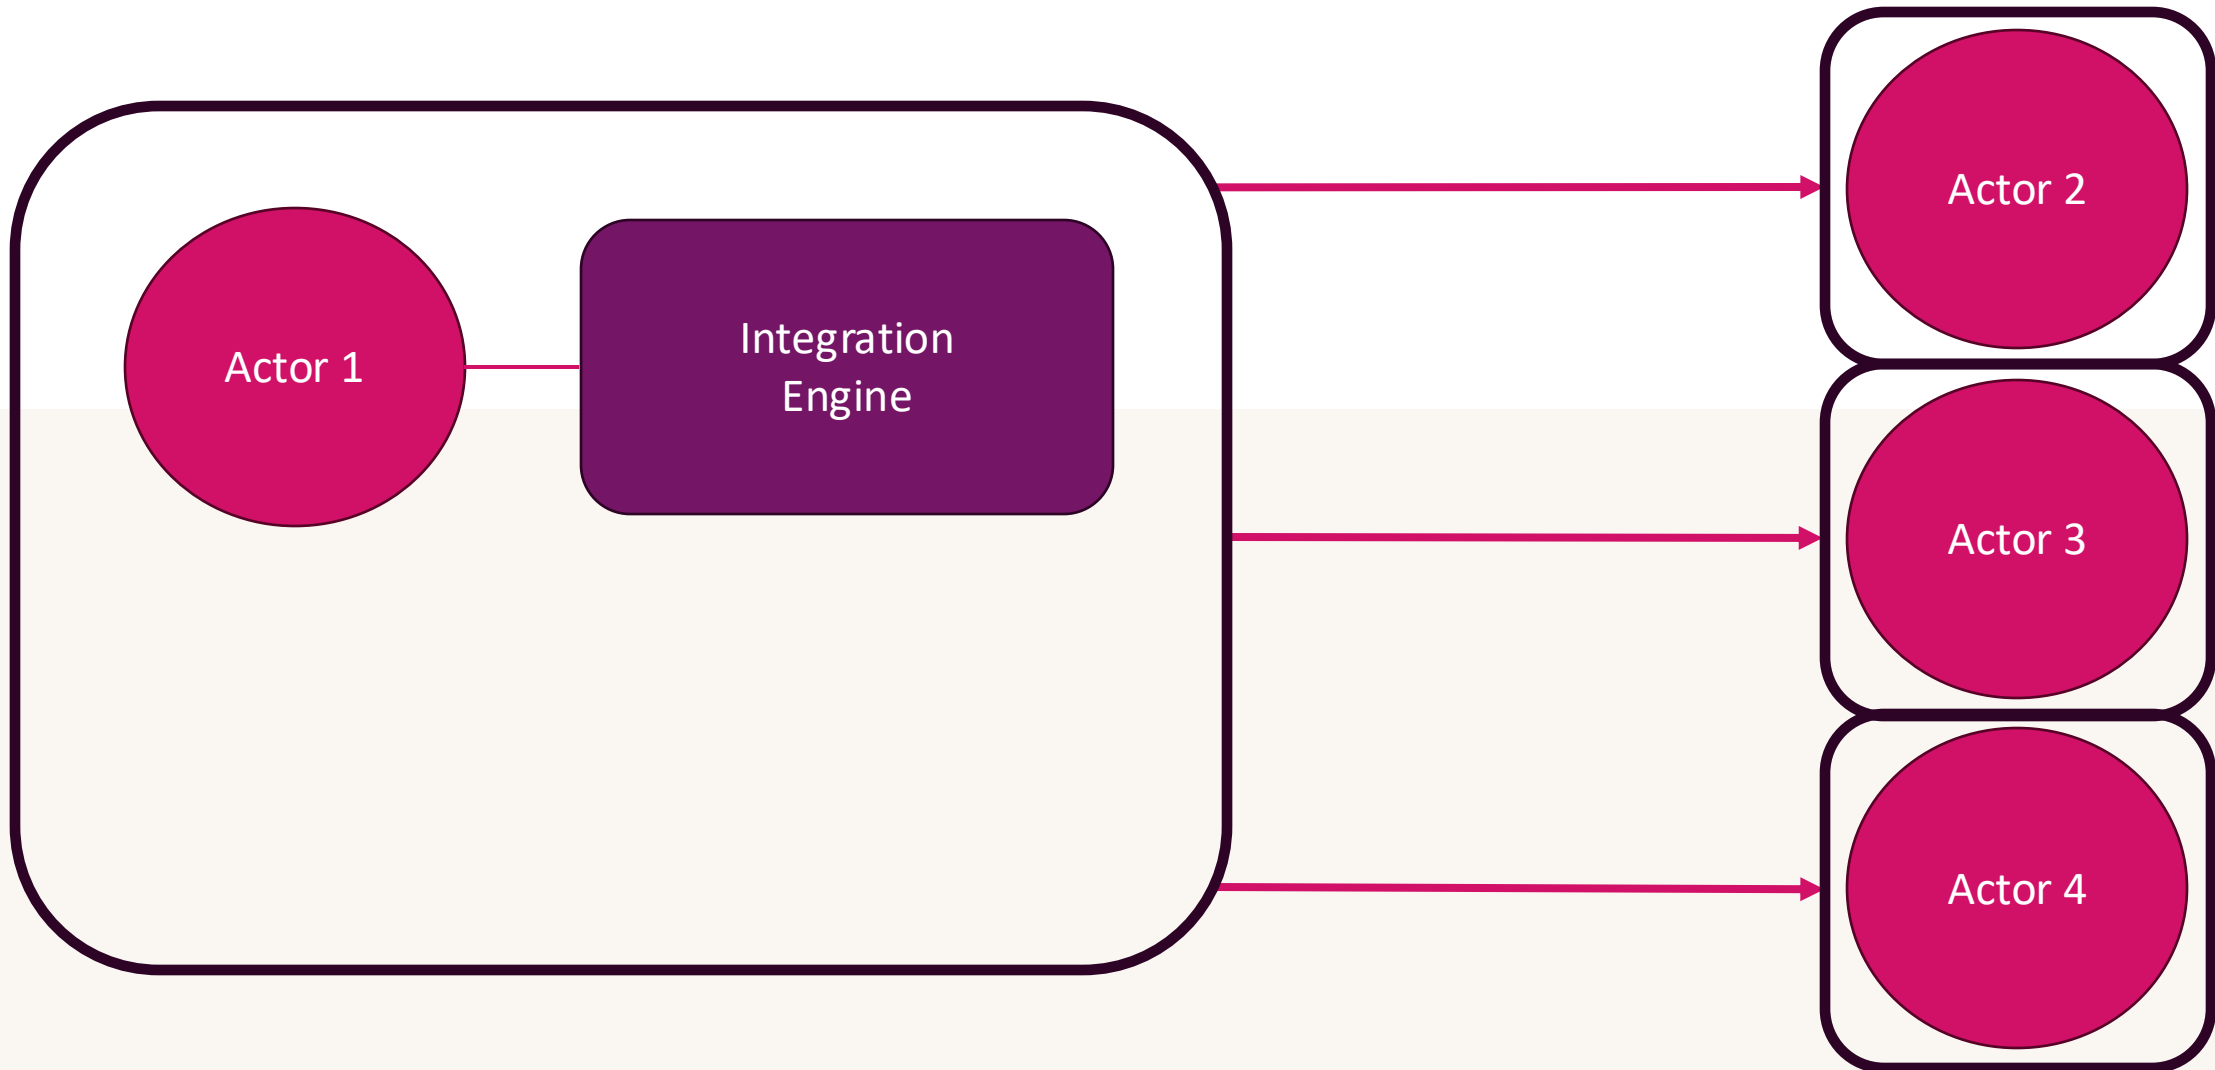 Actor 1
Integration
Engine
Actor 2
Actor 3
Actor 4